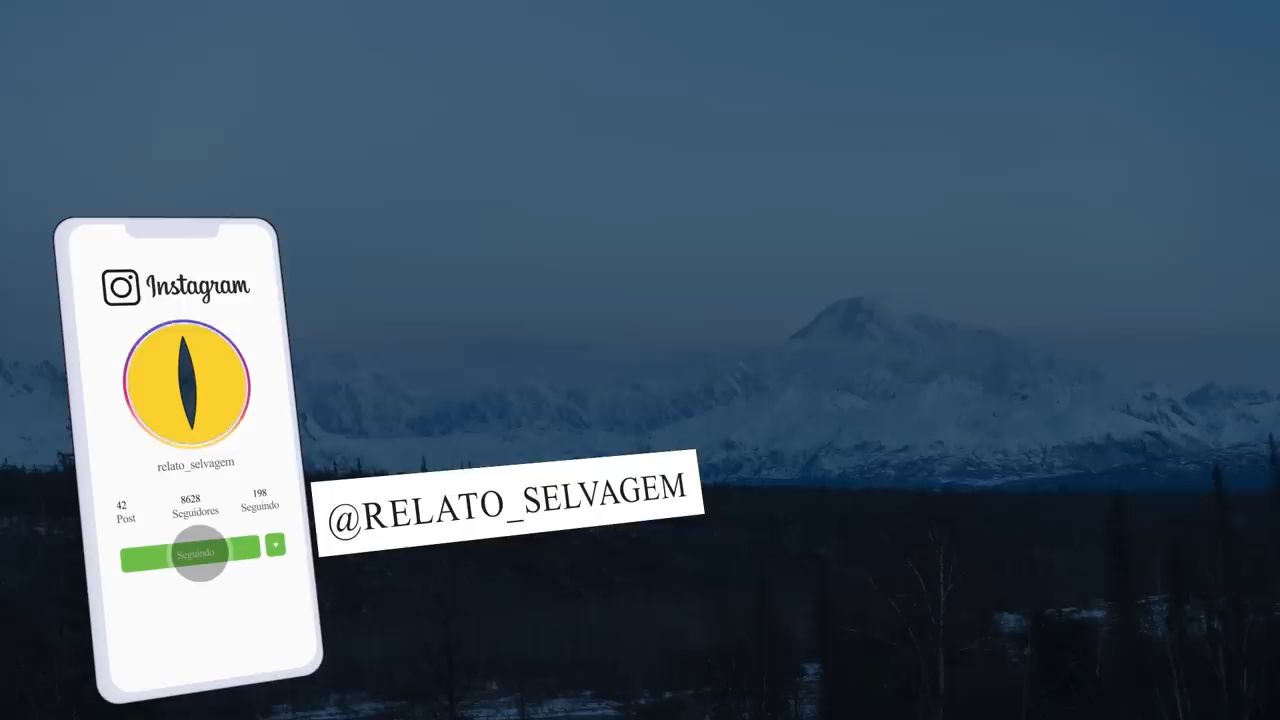 Instagram
relato_selvagem
42 8628 198
Post Seguidores Seguindo
Seguindo
@RELATO_SELVAGEM